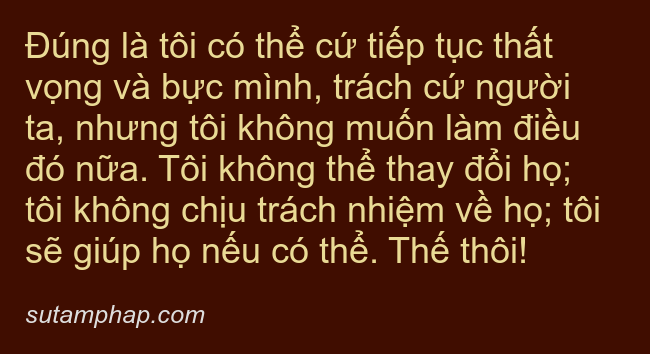 Đúng là tôi có thể cứ tiếp tục thất
vọng và bực mình, trách cứ người
ta, nhưng tôi không muốn làm điều
đó nữa. Tôi không thể thay đổi họ;
tôi không chịu trách nhiệm về họ; tôi
sẽ giúp họ nếu có thể. Thế thôi!
sutamphap.com